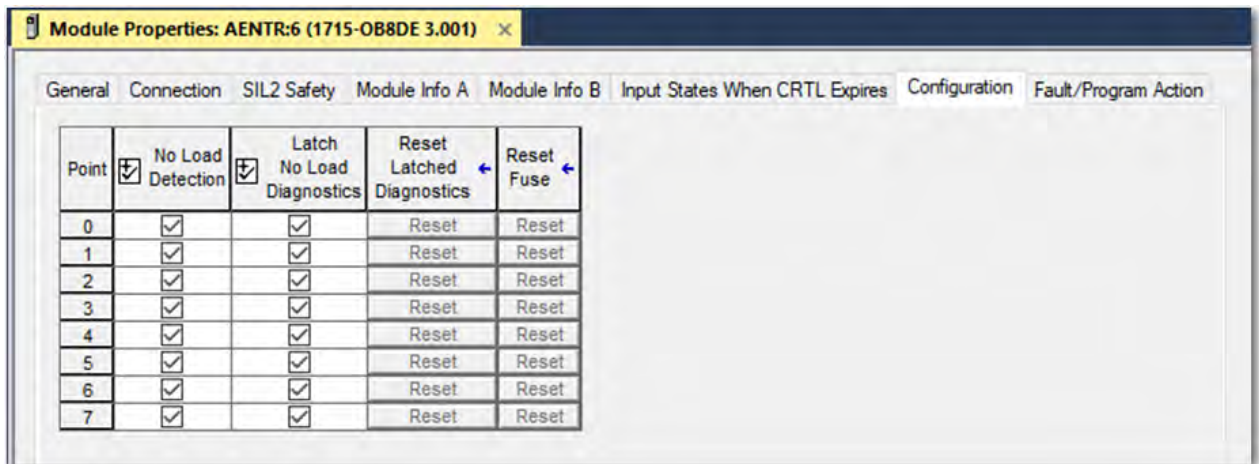 Module Properties: AENTR:6 (1715-OB8DE 3.001) ×
General Connection SIL2 Safety Module Info A Module Info B Input States When CRTL Expires Configuration Fault/Program Action
Point No Load Detection Latch No Load Diagnostics Reset Latched Diagnostics Reset Fuse
0 Reset Reset
1 Reset Reset
2 Reset Reset
3 Reset Reset
4 Reset Reset
5 Reset Reset
6 Reset Reset
7 Reset Reset